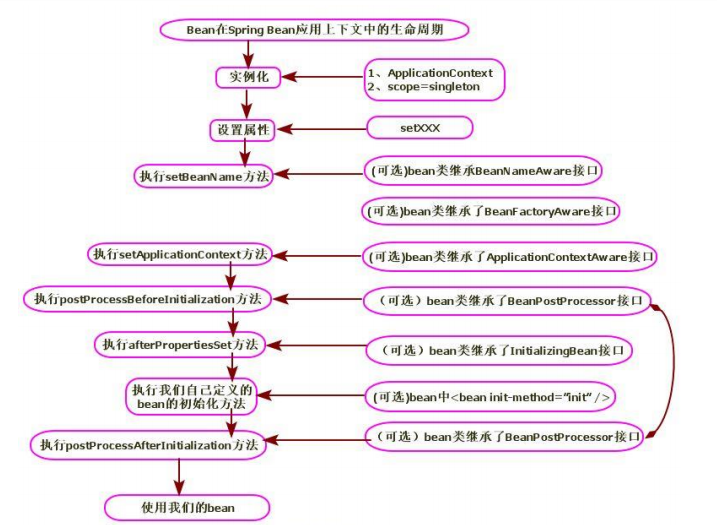 Bean在Spring Bean应用上下文中的生命周期
实例化
1、ApplicationContext
2、scope=singleton
设置属性
setXXX
执行setBeanName方法
(可选)bean类继承BeanNameAware接口
(可选)bean类继承了BeanFactoryAware接口
执行setApplicationContext方法
(可选)bean类继承了ApplicationContextAware接口
执行postProcessBeforeInitialization方法
（可选）bean类继承了BeanPostProcessor接口
执行afterPropertiesSet方法
（可选）bean类继承了InitializingBean接口
执行我们自己定义的
bean的初始化方法
(可选)bean中<bean init-method=”init” />
执行postProcessAfterInitialization方法
（可选）bean类继承了BeanPostProcessor接口
使用我们的bean